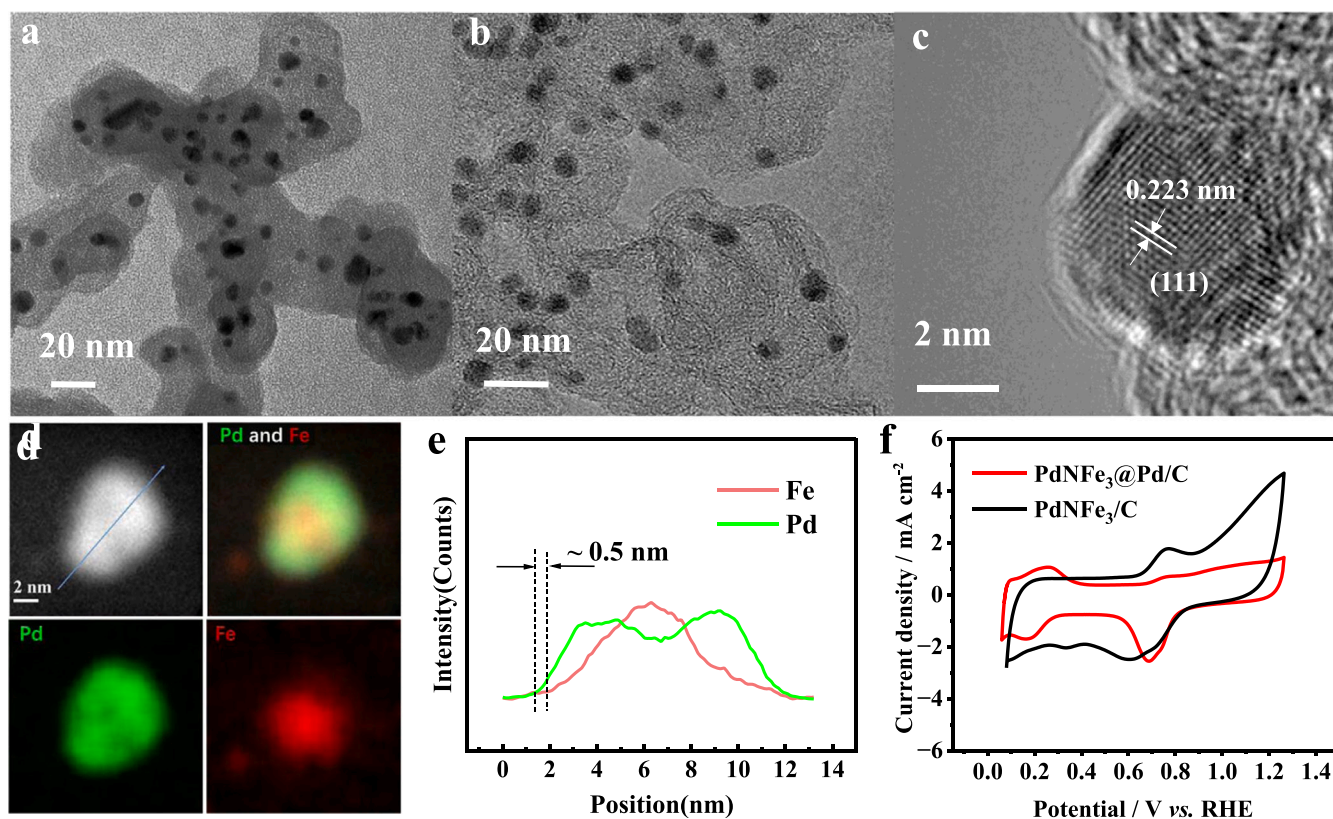 a
b
c
20 nm
20 nm
0.223 nm
(111)
2 nm
d
Pd and Fe
2 nm
Pd
Fe
e
Fe
Pd
~ 0.5 nm
Intensity(Counts)
0 2 4 6 8 10 12 14
Position(nm)
f
PdNFe₃@Pd/C
PdNFe₃/C
Current density / mA cm⁻²
6
4
2
0
−2
−4
−6
0.0 0.2 0.4 0.6 0.8 1.0 1.2 1.4
Potential / V vs. RHE